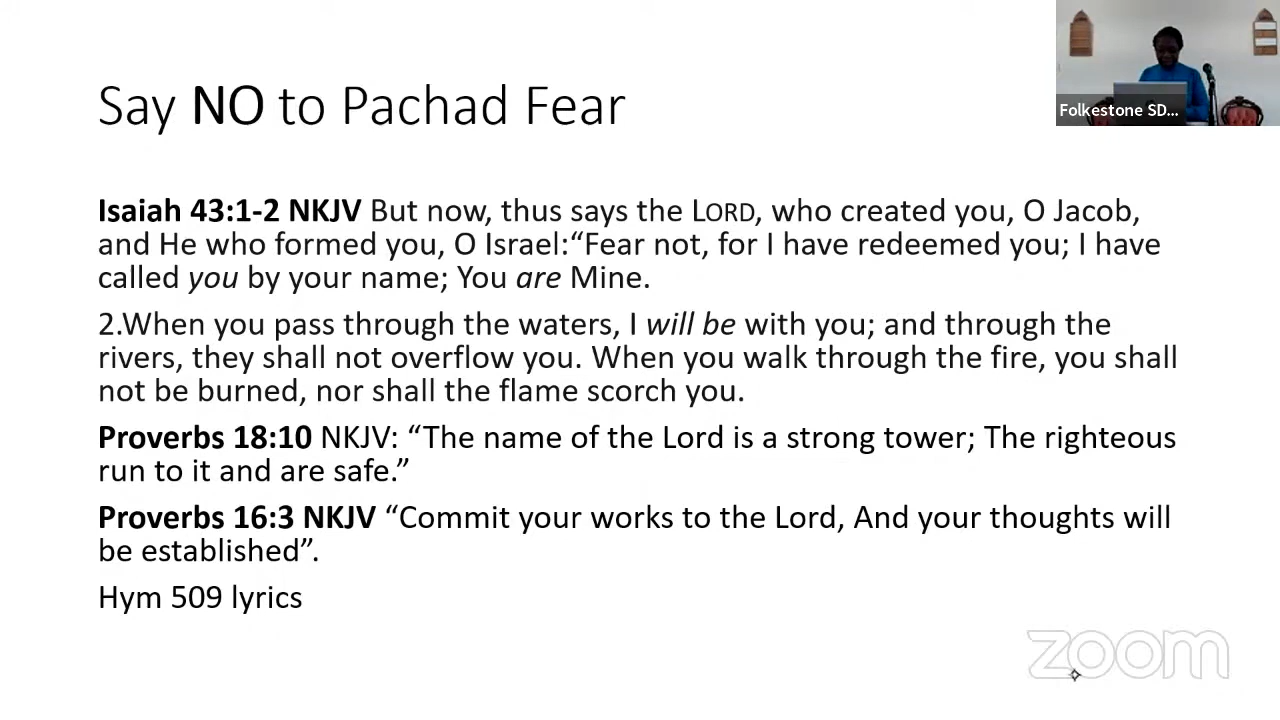 Folkestone SD...
Say NO to Pachad Fear
Isaiah 43:1-2 NKJV But now, thus says the LORD, who created you, O Jacob,
and He who formed you, O Israel:“Fear not, for I have redeemed you; I have
called you by your name; You are Mine.
2.When you pass through the waters, I will be with you; and through the
rivers, they shall not overflow you. When you walk through the fire, you shall
not be burned, nor shall the flame scorch you.
Proverbs 18:10 NKJV: “The name of the Lord is a strong tower; The righteous
run to it and are safe.”
Proverbs 16:3 NKJV “Commit your works to the Lord, And your thoughts will
be established”.
Hym 509 lyrics
zoom